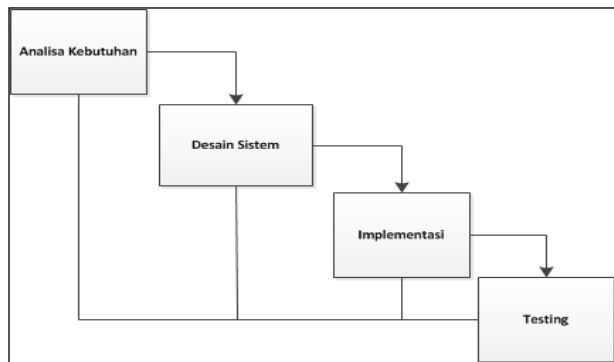 Analisa Kebutuhan
Desain Sistem
Implementasi
Testing